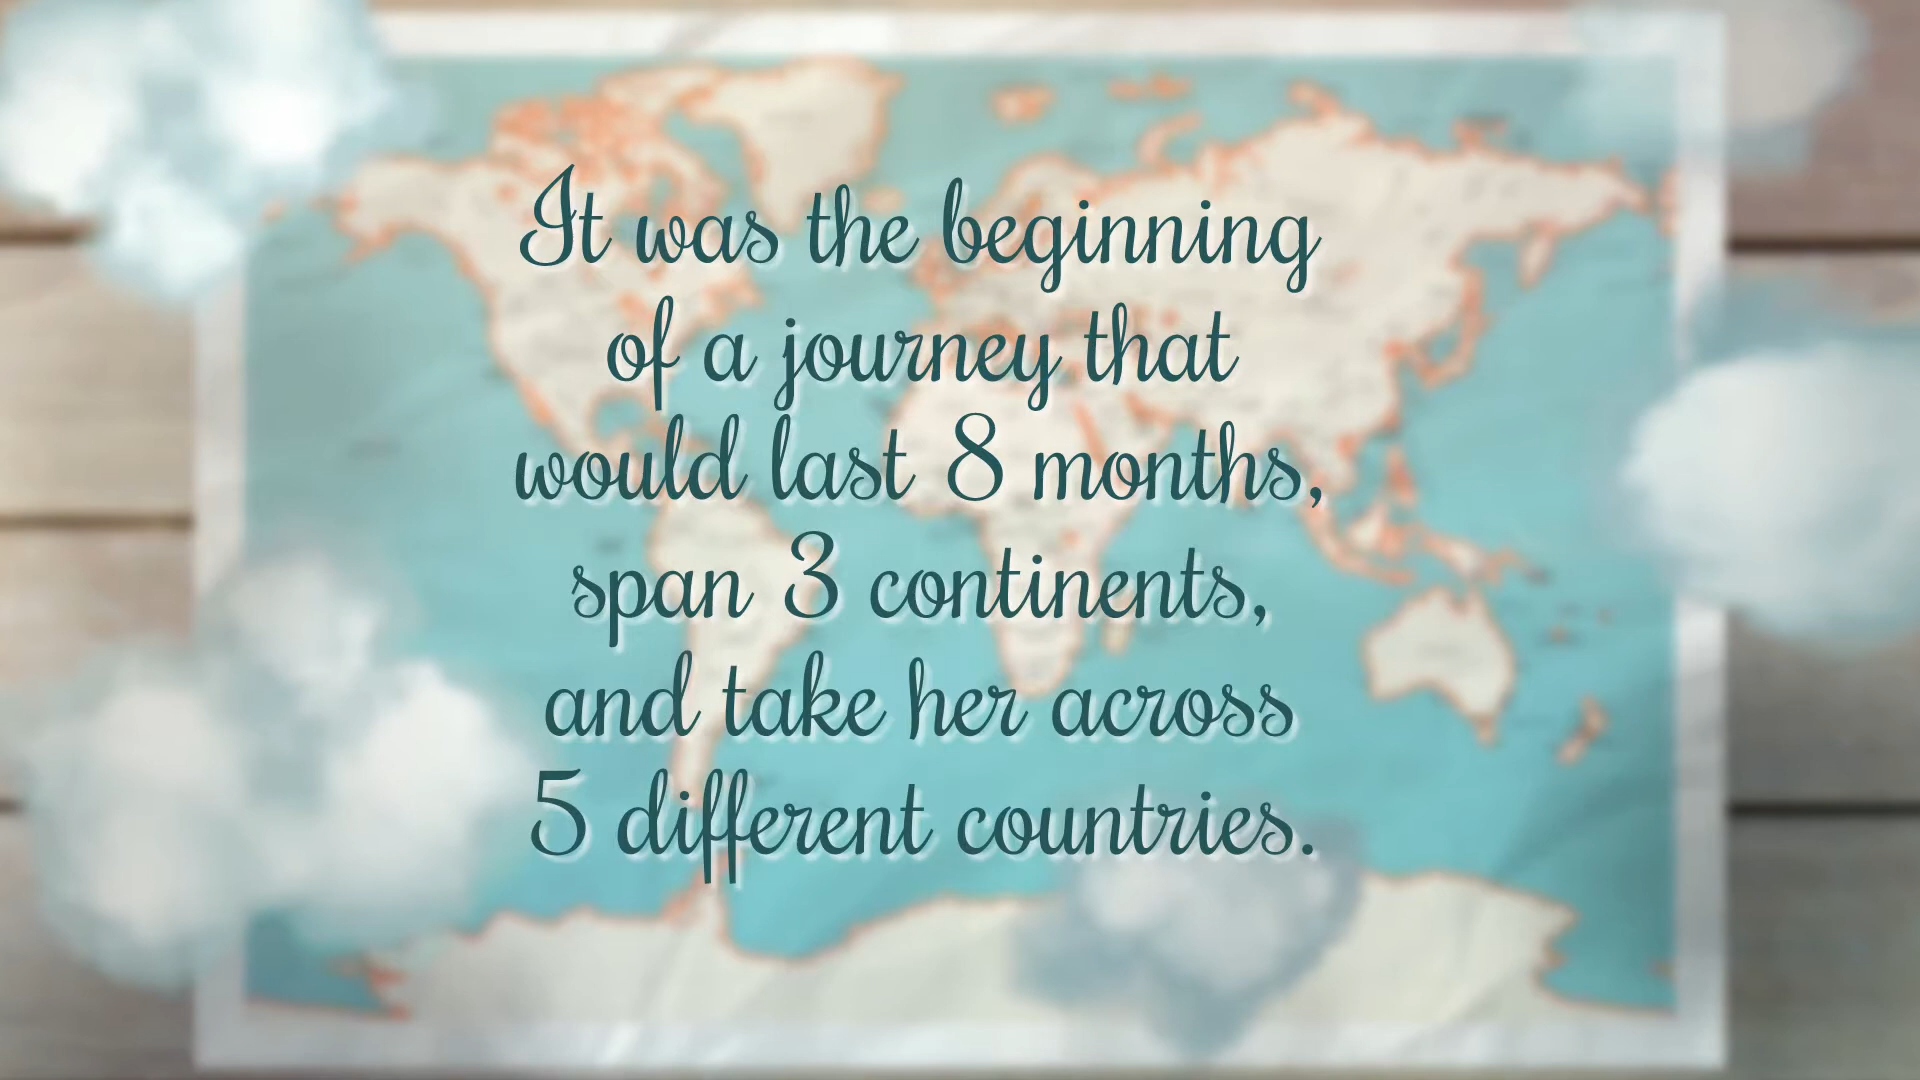 It was the beginning
of a journey that
would last 8 months,
span 3 continents,
and take her across
5 different countries.